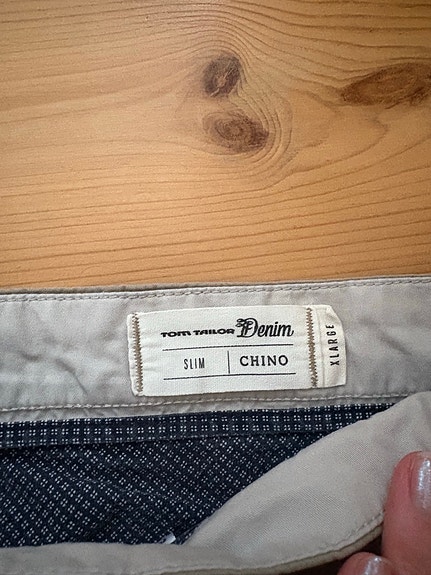 TOM TAILOR Denim
SLIM CHINO
XLARGE